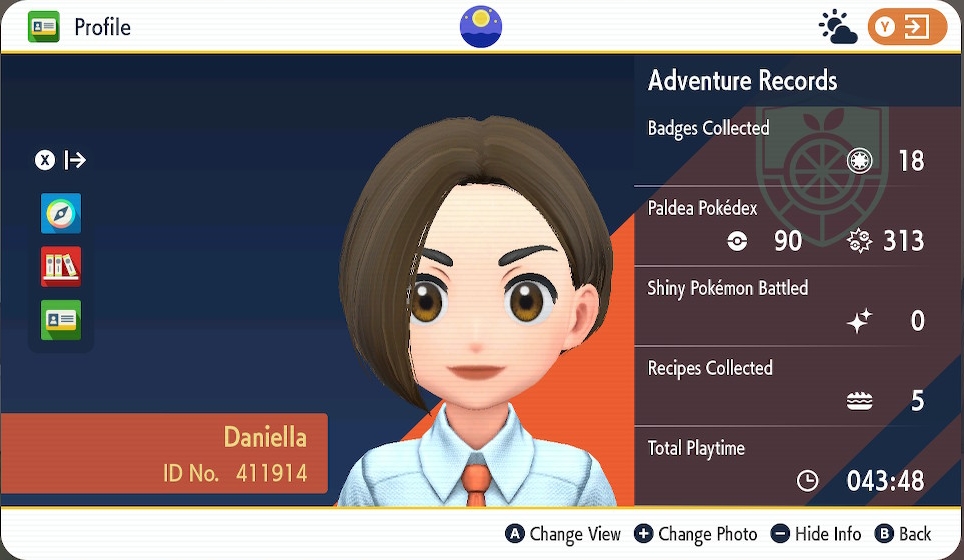 Profile
Y
X
Adventure Records
Badges Collected
18
Paldea Pokédex
90 313
Shiny Pokémon Battled
0
Recipes Collected
5
Total Playtime
043:48
Daniella
ID No. 411914
A Change View + Change Photo − Hide Info B Back